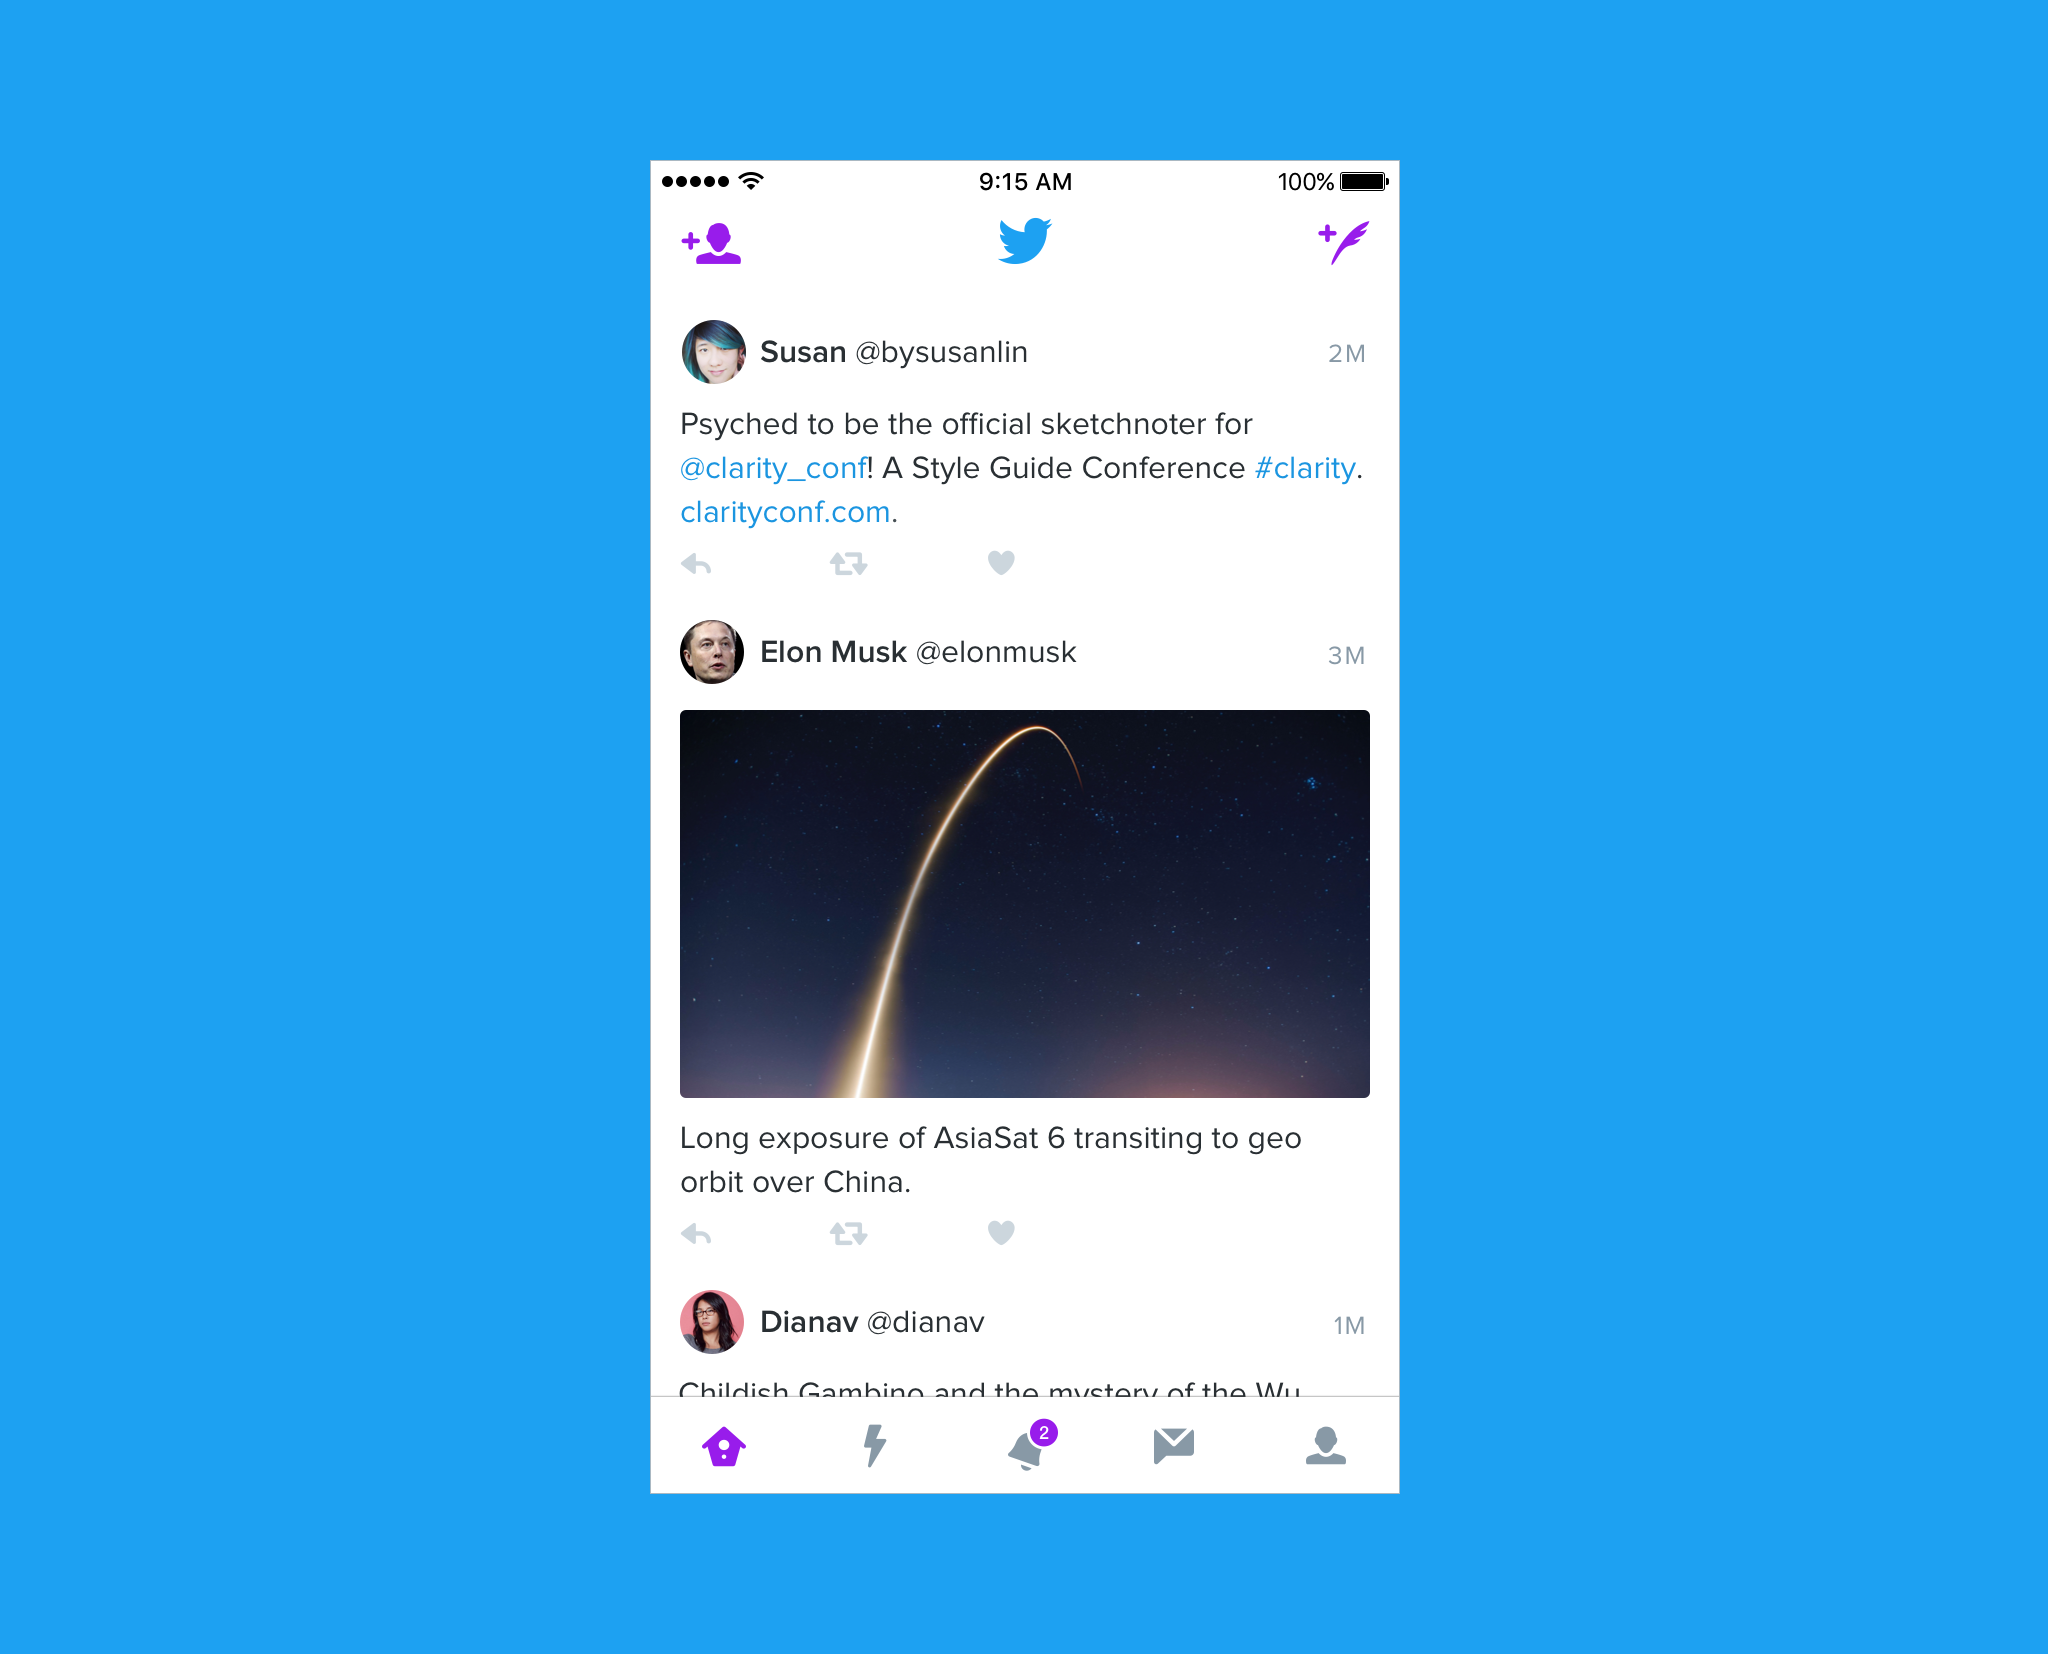 9:15 AM 100%
Susan @bysusanlin 2M
Psyched to be the official sketchnoter for
@clarity_conf! A Style Guide Conference #clarity.
clarityconf.com.
Elon Musk @elonmusk 3M
Long exposure of AsiaSat 6 transiting to geo
orbit over China.
Dianav @dianav 1M
Childish Gambino and the mystery of the Wu
2